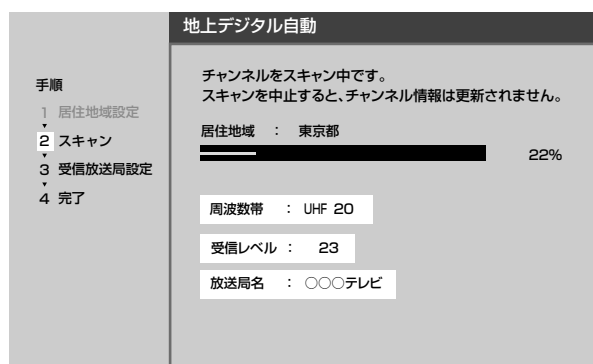 地上デジタル自動
手順
1 居住地域設定
2 スキャン
3 受信放送局設定
4 完了
チャンネルをスキャン中です。
スキャンを中止すると、チャンネル情報は更新されません。
居住地域 : 東京都
22%
周波数帯 : UHF 20
受信レベル : 23
放送局名 : ○○○テレビ